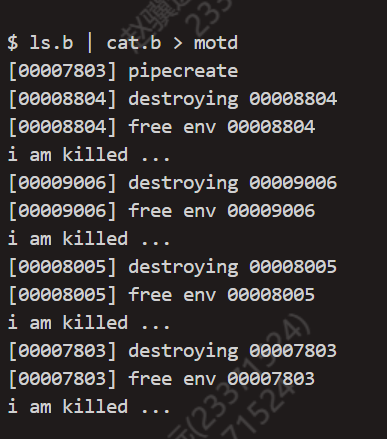 $ ls.b | cat.b > motd
[00007803] pipecreate
[00008804] destroying 00008804
[00008804] free env 00008804
i am killed ...
[00009006] destroying 00009006
[00009006] free env 00009006
i am killed ...
[00008005] destroying 00008005
[00008005] free env 00008005
i am killed ...
[00007803] destroying 00007803
[00007803] free env 00007803
i am killed ...